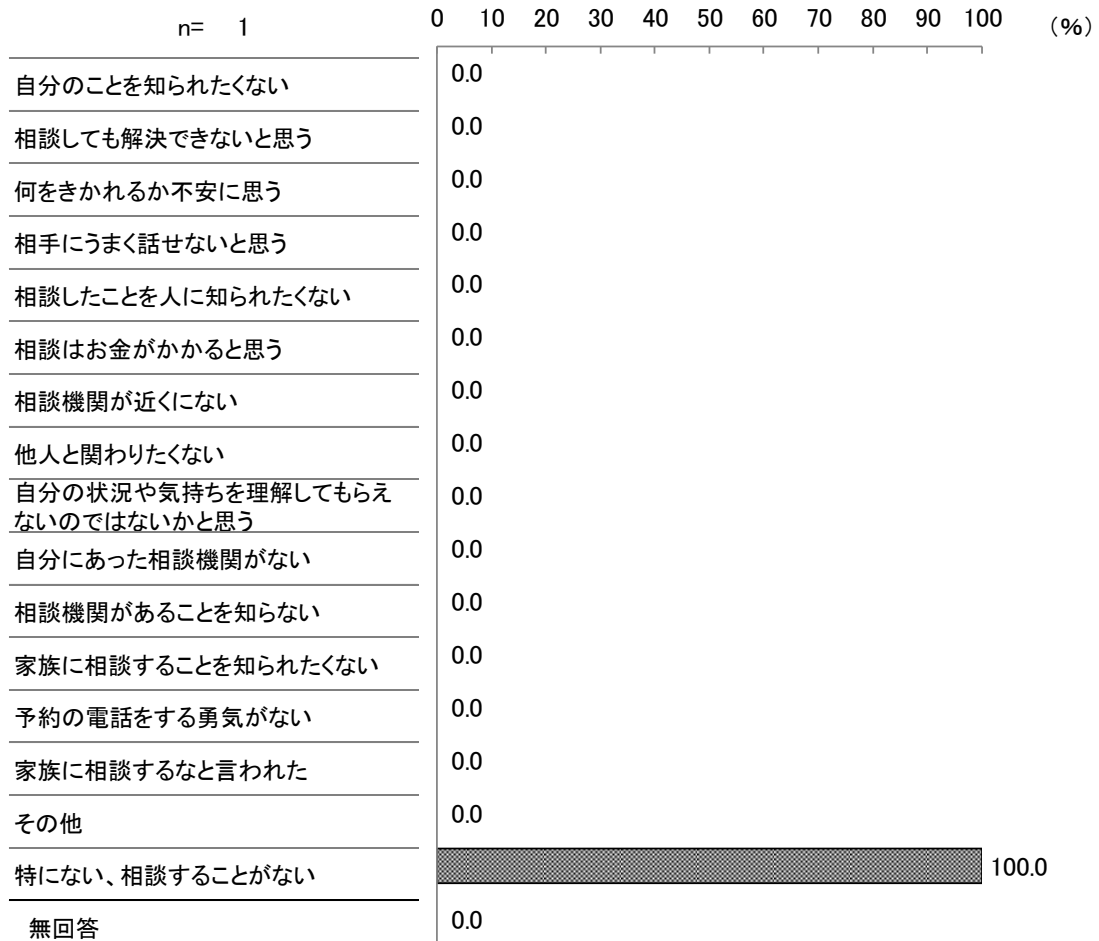 n= 1
0 10 20 30 40 50 60 70 80 90 100 (%)
自分のことを知られたくない 0.0
相談しても解決できないと思う 0.0
何をきかれるか不安に思う 0.0
相手にうまく話せないと思う 0.0
相談したことを人に知られたくない 0.0
相談はお金がかかると思う 0.0
相談機関が近くにない 0.0
他人と関わりたくない 0.0
自分の状況や気持ちを理解してもらえ
ないのではないかと思う 0.0
自分にあった相談機関がない 0.0
相談機関があることを知らない 0.0
家族に相談することを知られたくない 0.0
予約の電話をする勇気がない 0.0
家族に相談するなと言われた 0.0
その他 0.0
特にない、相談することがない 100.0
無回答 0.0